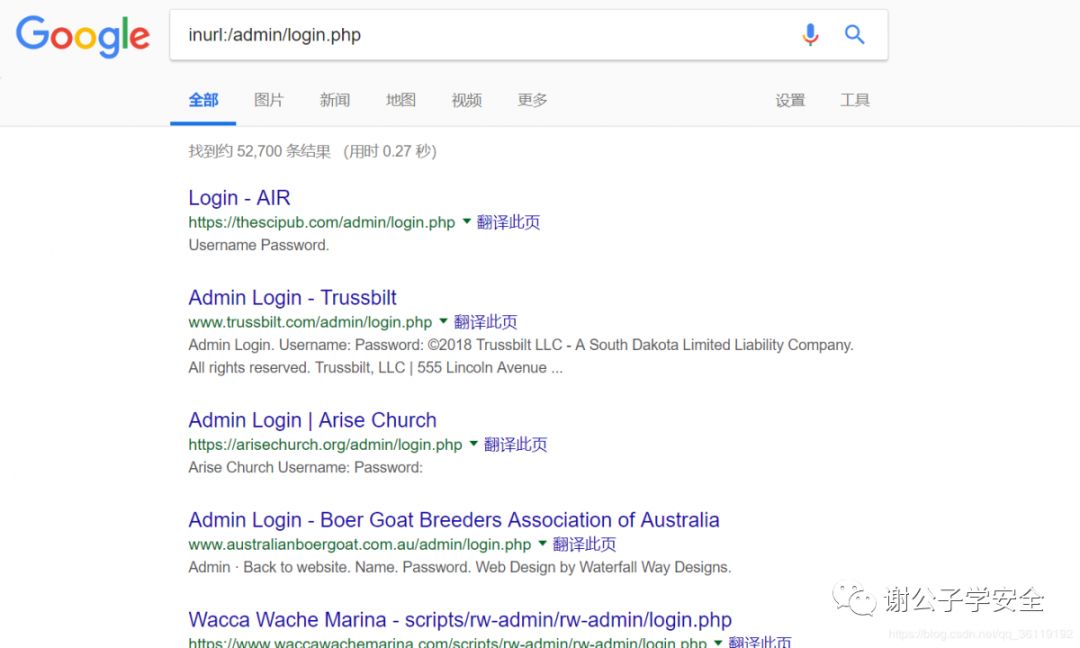 Google
inurl:/admin/login.php
全部 图片 新闻 地图 视频 更多 设置 工具
找到约 52,700 条结果 (用时 0.27 秒)
Login - AIR
https://thescipub.com/admin/login.php 翻译此页
Username Password.
Admin Login - Trussbilt
www.trussbilt.com/admin/login.php 翻译此页
Admin Login. Username: Password: ©2018 Trussbilt LLC - A South Dakota Limited Liability Company.
All rights reserved. Trussbilt, LLC | 555 Lincoln Avenue ...
Admin Login | Arise Church
https://arisechurch.org/admin/login.php 翻译此页
Arise Church Username: Password:
Admin Login - Boer Goat Breeders Association of Australia
www.australianboergoat.com.au/admin/login.php 翻译此页
Admin · Back to website. Name. Password. Web Design by Waterfall Way Designs.
Wacca Wache Marina - scripts/rw-admin/rw-admin/login.php
https://www.waccawachemarina.com/scripts/rw-admin/rw-admin/login.php 翻译此页
谢公子学安全
https://blog.csdn.net/qq_36119192